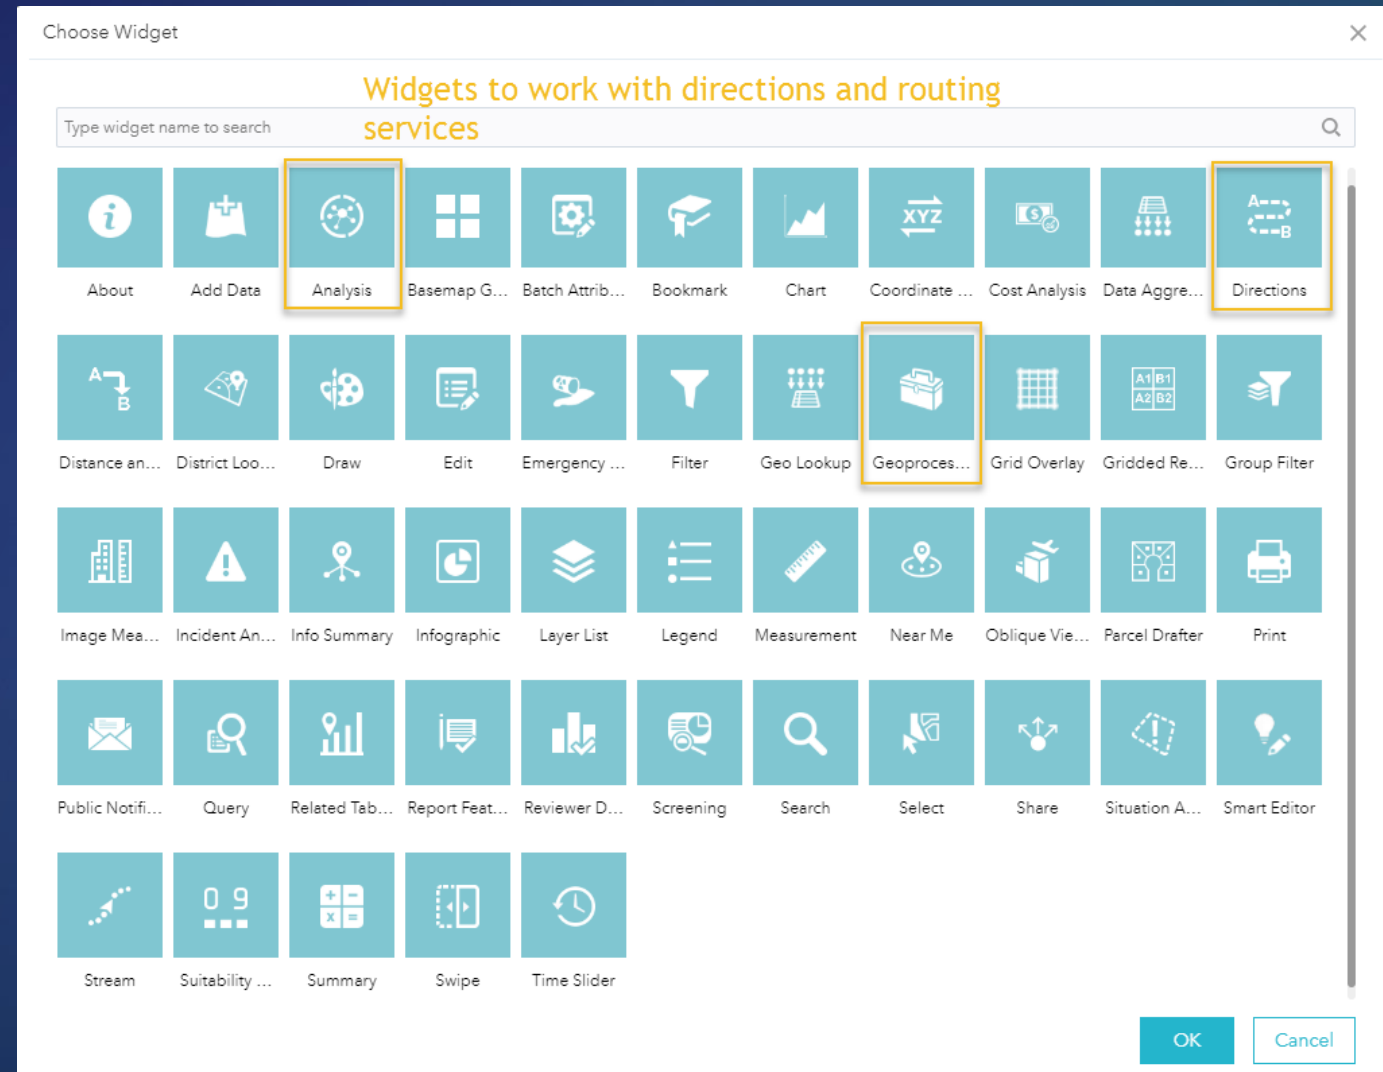 Choose Widget
Widgets to work with directions and routing
services
Type widget name to search
XYZ
$
A
B
About
Add Data
Analysis
Basemap G...
Batch Attrib...
Bookmark
Chart
Coordinate ...
Cost Analysis
Data Aggre...
Directions
A
B
A1 B1
A2 B2
Distance an...
District Loo...
Draw
Edit
Emergency ...
Filter
Geo Lookup
Geoproces...
Grid Overlay
Gridded Re...
Group Filter
Image Mea...
Incident An...
Info Summary
Infographic
Layer List
Legend
Measurement
Near Me
Oblique Vie...
Parcel Drafter
Print
Public Notifi...
Query
Related Tab...
Report Feat...
Reviewer D...
Screening
Search
Select
Share
Situation A...
Smart Editor
0 9
Stream
Suitability ...
Summary
Swipe
Time Slider
OK
Cancel